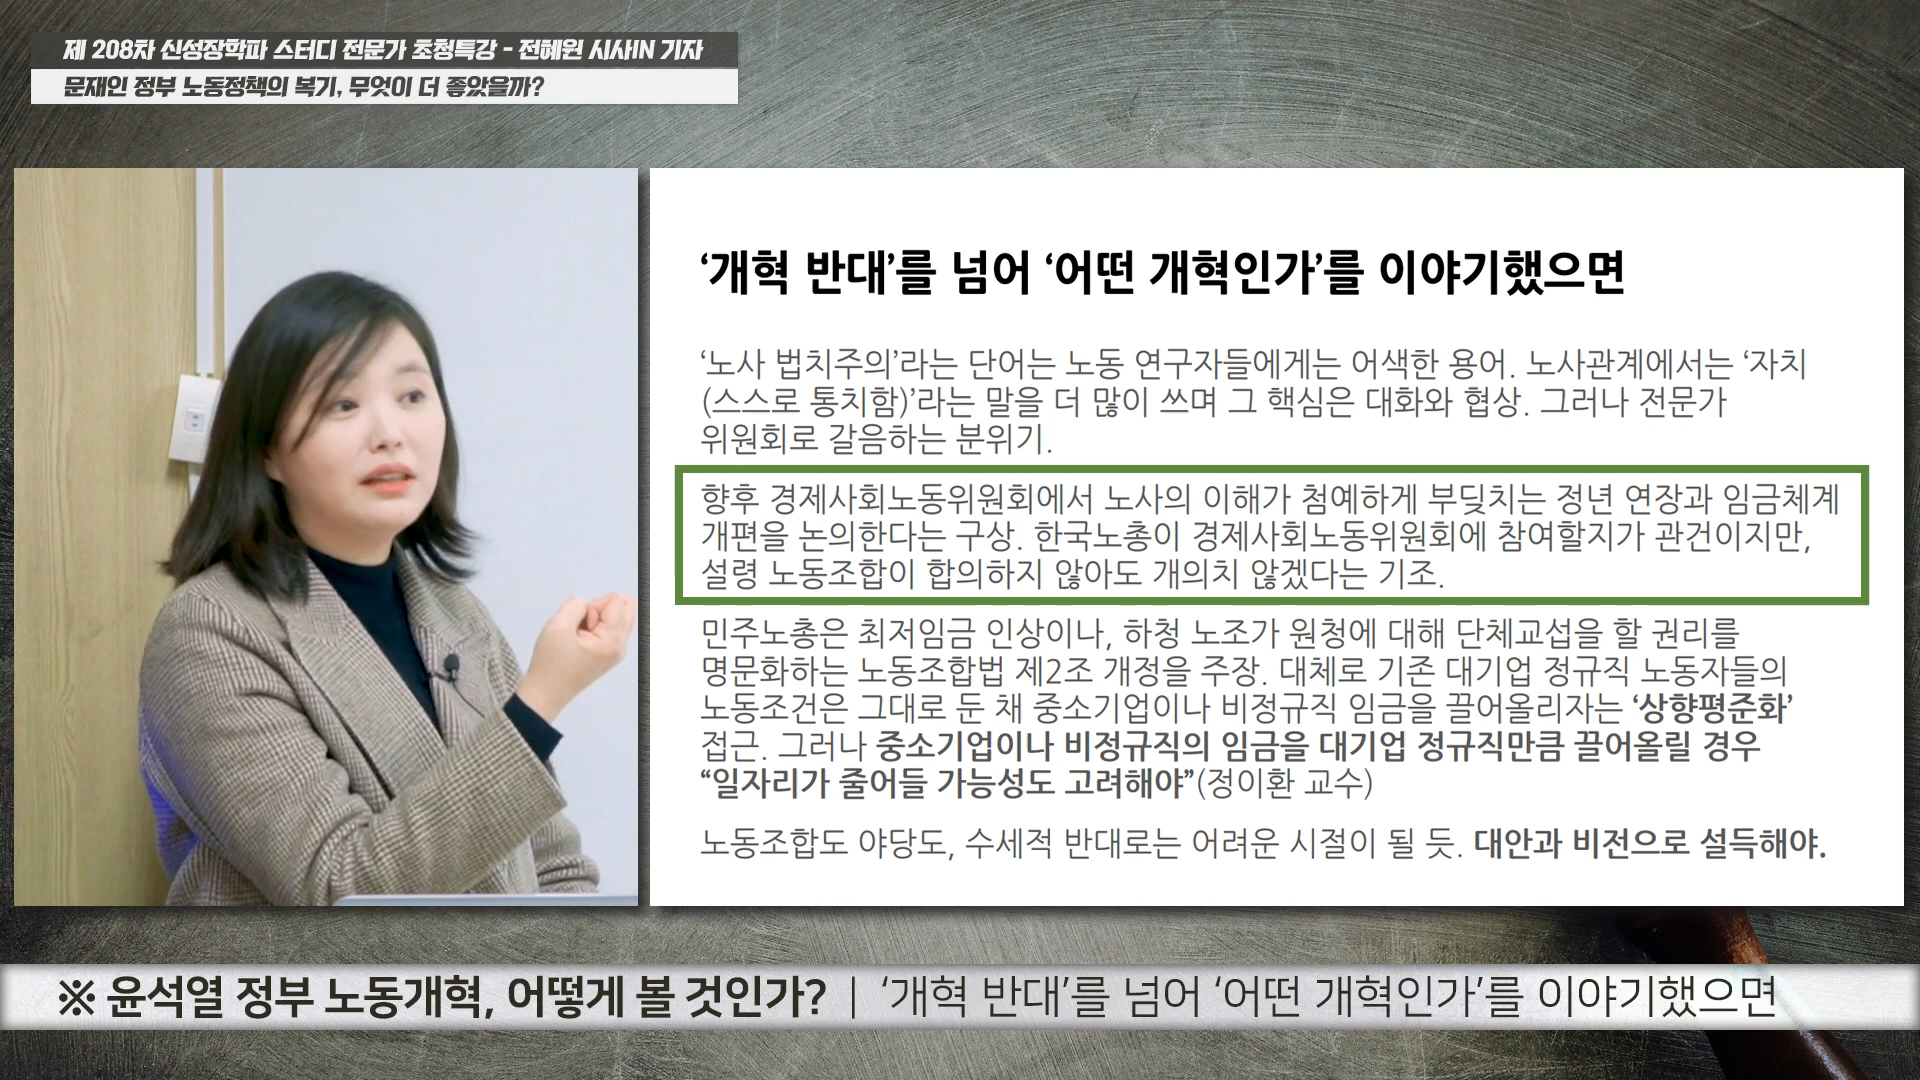 제 208차 신성장학파 스터디 전문가 초청특강 - 전혜원 시사IN 기자
문재인 정부 노동정책의 복기, 무엇이 더 좋았을까?
‘개혁 반대’를 넘어 ‘어떤 개혁인가’를 이야기했으면
‘노사 법치주의’라는 단어는 노동 연구자들에게는 어색한 용어. 노사관계에서는 ‘자치
(스스로 통치함)’라는 말을 더 많이 쓰며 그 핵심은 대화와 협상. 그러나 전문가
위원회로 갈음하는 분위기.
향후 경제사회노동위원회에서 노사의 이해가 첨예하게 부딪치는 정년 연장과 임금체계
개편을 논의한다는 구상. 한국노총이 경제사회노동위원회에 참여할지가 관건이지만,
설령 노동조합이 합의하지 않아도 개의치 않겠다는 기조.
민주노총은 최저임금 인상이나, 하청 노조가 원청에 대해 단체교섭을 할 권리를
명문화하는 노동조합법 제2조 개정을 주장. 대체로 기존 대기업 정규직 노동자들의
노동조건은 그대로 둔 채 중소기업이나 비정규직 임금을 끌어올리자는 ‘상향평준화’
접근. 그러나 중소기업이나 비정규직의 임금을 대기업 정규직만큼 끌어올릴 경우
“일자리가 줄어들 가능성도 고려해야”(정이환 교수)
노동조합도 야당도, 수세적 반대로는 어려운 시절이 될 듯. 대안과 비전으로 설득해야.
※ 윤석열 정부 노동개혁, 어떻게 볼 것인가? | ‘개혁 반대’를 넘어 ‘어떤 개혁인가’를 이야기했으면